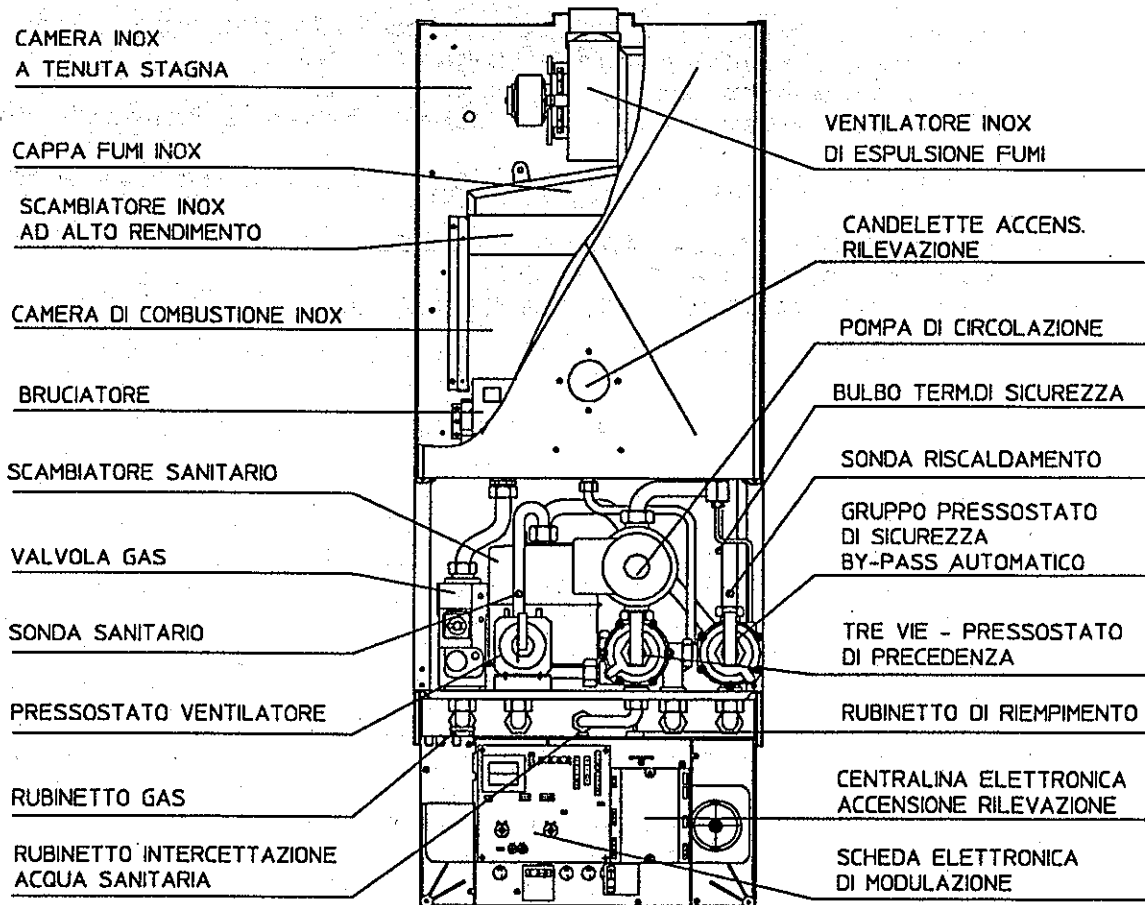 CAMERA INOX
A TENUTA STAGNA
CAPPA FUMI INOX
SCAMBIATORE INOX
AD ALTO RENDIMENTO
CAMERA DI COMBUSTIONE INOX
BRUCIATORE
SCAMBIATORE SANITARIO
VALVOLA GAS
SONDA SANITARIO
PRESSOSTATO VENTILATORE
RUBINETTO GAS
RUBINETTO INTERCETTAZIONE
ACQUA SANITARIA
VENTILATORE INOX
DI ESPULSIONE FUMI
CANDELETTE ACCENS.
RILEVAZIONE
POMPA DI CIRCOLAZIONE
BULBO TERM.DI SICUREZZA
SONDA RISCALDAMENTO
GRUPPO PRESSOSTATO
DI SICUREZZA
BY-PASS AUTOMATICO
TRE VIE - PRESSOSTATO
DI PRECEDENZA
RUBINETTO DI RIEMPIMENTO
CENTRALINA ELETTRONICA
ACCENSIONE RILEVAZIONE
SCHEDA ELETTRONICA
DI MODULAZIONE